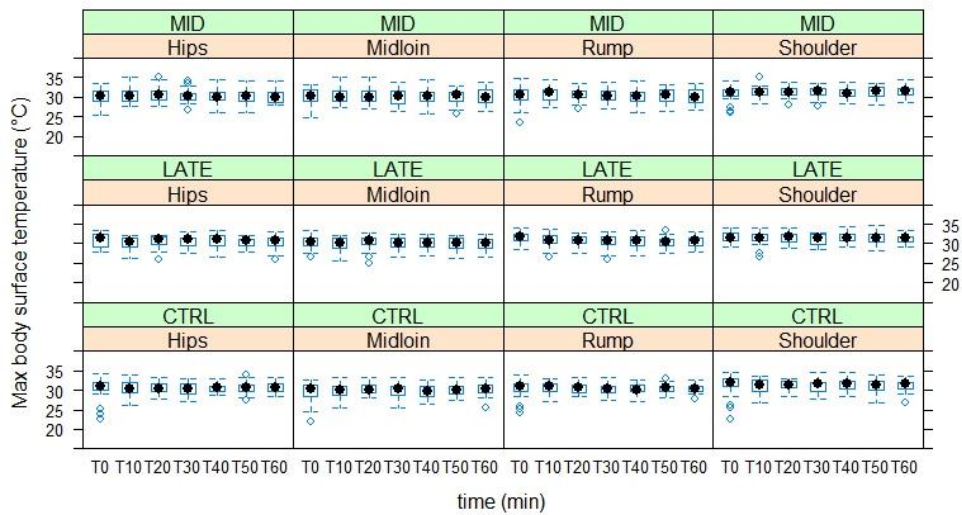 MID MID MID MID
Hips Midloin Rump Shoulder
35
30
25
20
LATE LATE LATE LATE
Hips Midloin Rump Shoulder
35
30
25
20
CTRL CTRL CTRL CTRL
Hips Midloin Rump Shoulder
35
30
25
20
Max body surface temperature (°C)
T0 T10 T20 T30 T40 T50 T60 T0 T10 T20 T30 T40 T50 T60 T0 T10 T20 T30 T40 T50 T60 T0 T10 T20 T30 T40 T50 T60
time (min)